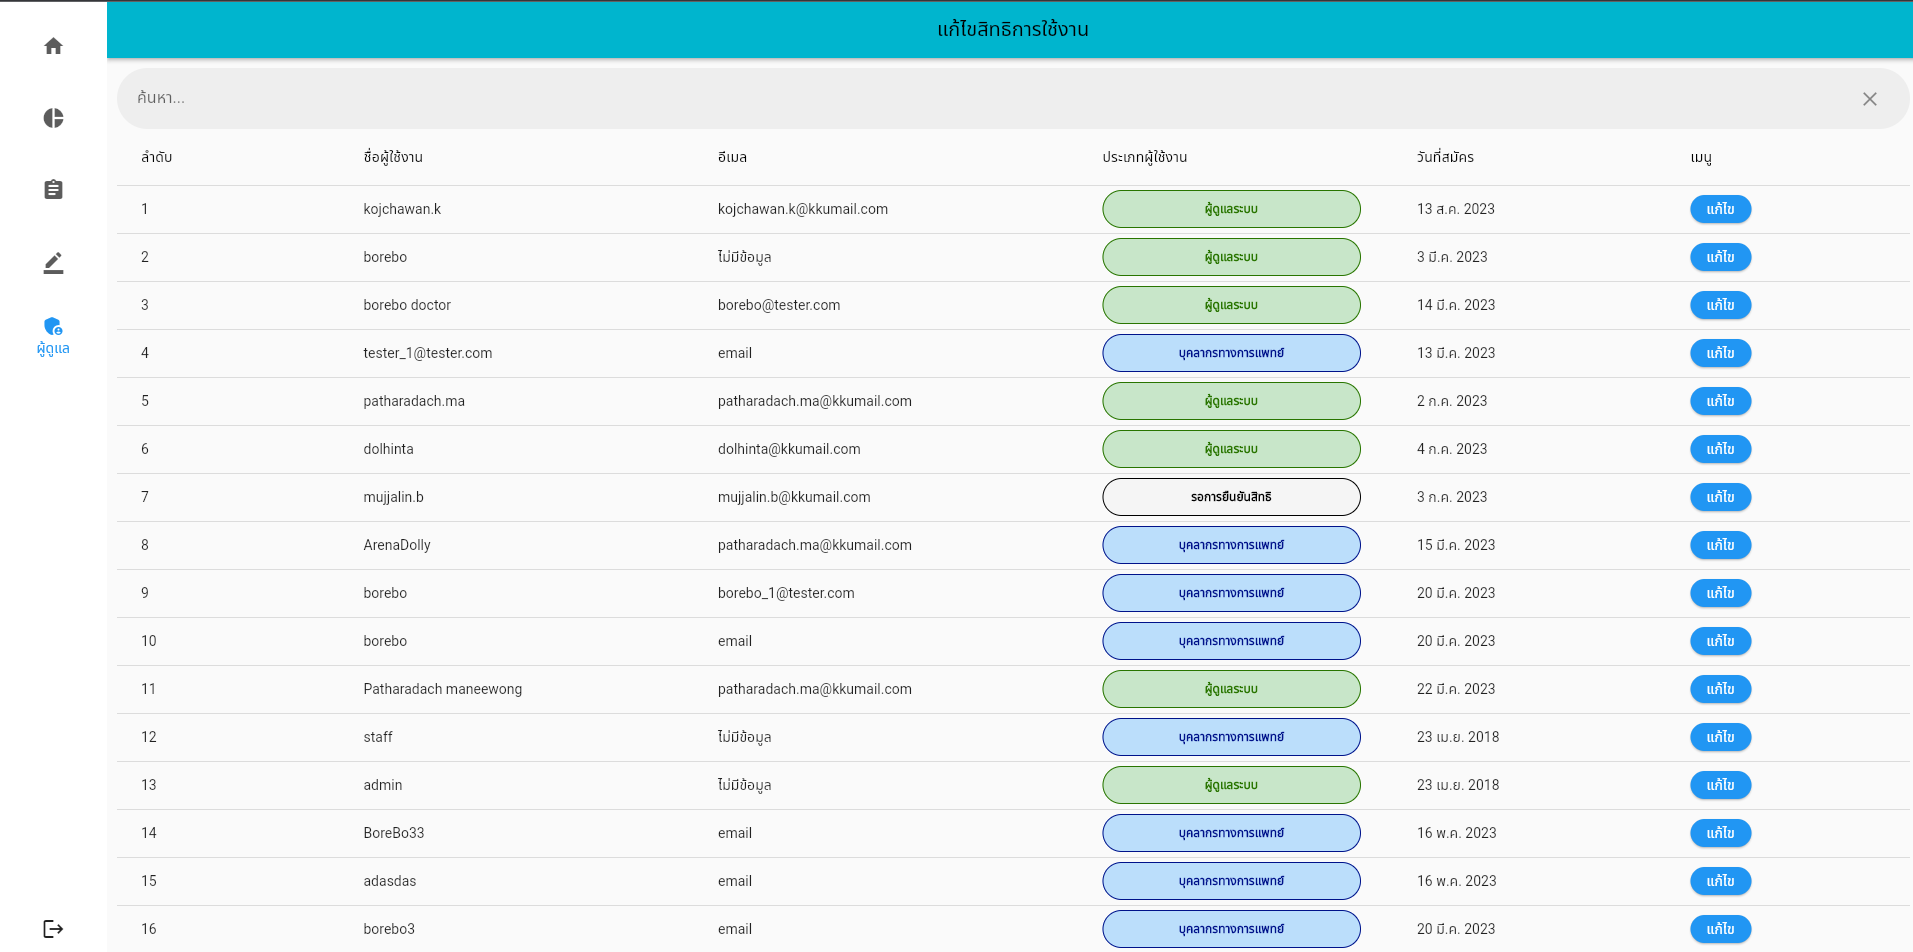 แก้ไขสิทธิการใช้งาน
ค้นหา...
ลำดับ ชื่อผู้ใช้งาน อีเมล ประเภทผู้ใช้งาน วันที่สมัคร เมนู
1 kojchawan.k kojchawan.k@kkumail.com ผู้ดูแลระบบ 13 ส.ค. 2023 แก้ไข
2 borebo ไม่มีข้อมูล ผู้ดูแลระบบ 3 มี.ค. 2023 แก้ไข
3 borebo doctor borebo@tester.com ผู้ดูแลระบบ 14 มี.ค. 2023 แก้ไข
ผู้ดูแล
4 tester_1@tester.com email บุคลากรทางการแพทย์ 13 มี.ค. 2023 แก้ไข
5 patharadach.ma patharadach.ma@kkumail.com ผู้ดูแลระบบ 2 ก.ค. 2023 แก้ไข
6 dolhinta dolhinta@kkumail.com ผู้ดูแลระบบ 4 ก.ค. 2023 แก้ไข
7 mujjalin.b mujjalin.b@kkumail.com รอการยืนยันสิทธิ 3 ก.ค. 2023 แก้ไข
8 ArenaDolly patharadach.ma@kkumail.com บุคลากรทางการแพทย์ 15 มี.ค. 2023 แก้ไข
9 borebo borebo_1@tester.com บุคลากรทางการแพทย์ 20 มี.ค. 2023 แก้ไข
10 borebo email บุคลากรทางการแพทย์ 20 มี.ค. 2023 แก้ไข
11 Patharadach maneewong patharadach.ma@kkumail.com ผู้ดูแลระบบ 22 มี.ค. 2023 แก้ไข
12 staff ไม่มีข้อมูล บุคลากรทางการแพทย์ 23 เม.ย. 2018 แก้ไข
13 admin ไม่มีข้อมูล ผู้ดูแลระบบ 23 เม.ย. 2018 แก้ไข
14 BoreBo33 email บุคลากรทางการแพทย์ 16 พ.ค. 2023 แก้ไข
15 adasdas email บุคลากรทางการแพทย์ 16 พ.ค. 2023 แก้ไข
16 borebo3 email บุคลากรทางการแพทย์ 20 มี.ค. 2023 แก้ไข